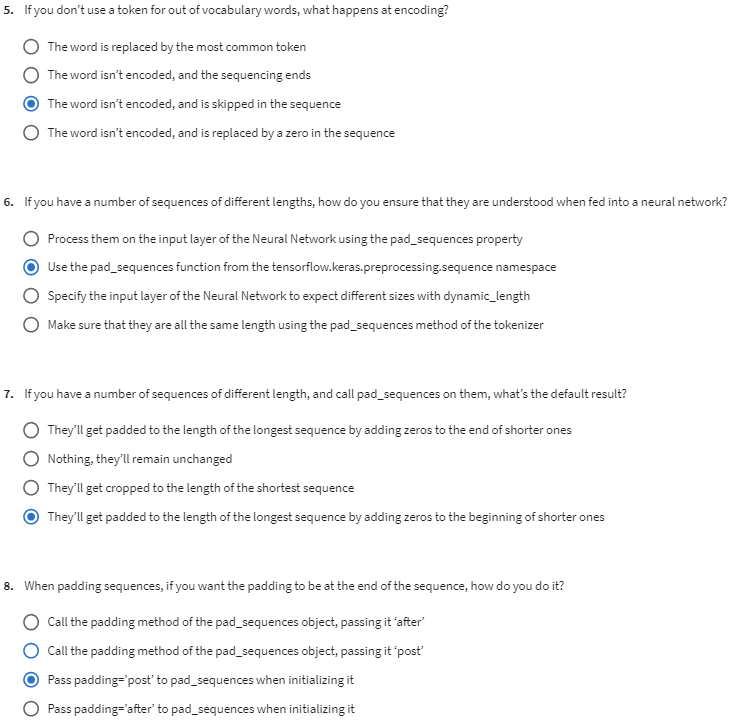 5. If you don't use a token for out of vocabulary words, what happens at encoding?
The word is replaced by the most common token
The word isn't encoded, and the sequencing ends
The word isn't encoded, and is skipped in the sequence
The word isn't encoded, and is replaced by a zero in the sequence
6. If you have a number of sequences of different lengths, how do you ensure that they are understood when fed into a neural network?
Process them on the input layer of the Neural Network using the pad_sequences property
Use the pad_sequences function from the tensorflow.keras.preprocessing.sequence namespace
Specify the input layer of the Neural Network to expect different sizes with dynamic_length
Make sure that they are all the same length using the pad_sequences method of the tokenizer
7. If you have a number of sequences of different length, and call pad_sequences on them, what's the default result?
They'll get padded to the length of the longest sequence by adding zeros to the end of shorter ones
Nothing, they'll remain unchanged
They'll get cropped to the length of the shortest sequence
They'll get padded to the length of the longest sequence by adding zeros to the beginning of shorter ones
8. When padding sequences, if you want the padding to be at the end of the sequence, how do you do it?
Call the padding method of the pad_sequences object, passing it ‘after’
Call the padding method of the pad_sequences object, passing it ‘post’
Pass padding=’post’ to pad_sequences when initializing it
Pass padding=’after’ to pad_sequences when initializing it